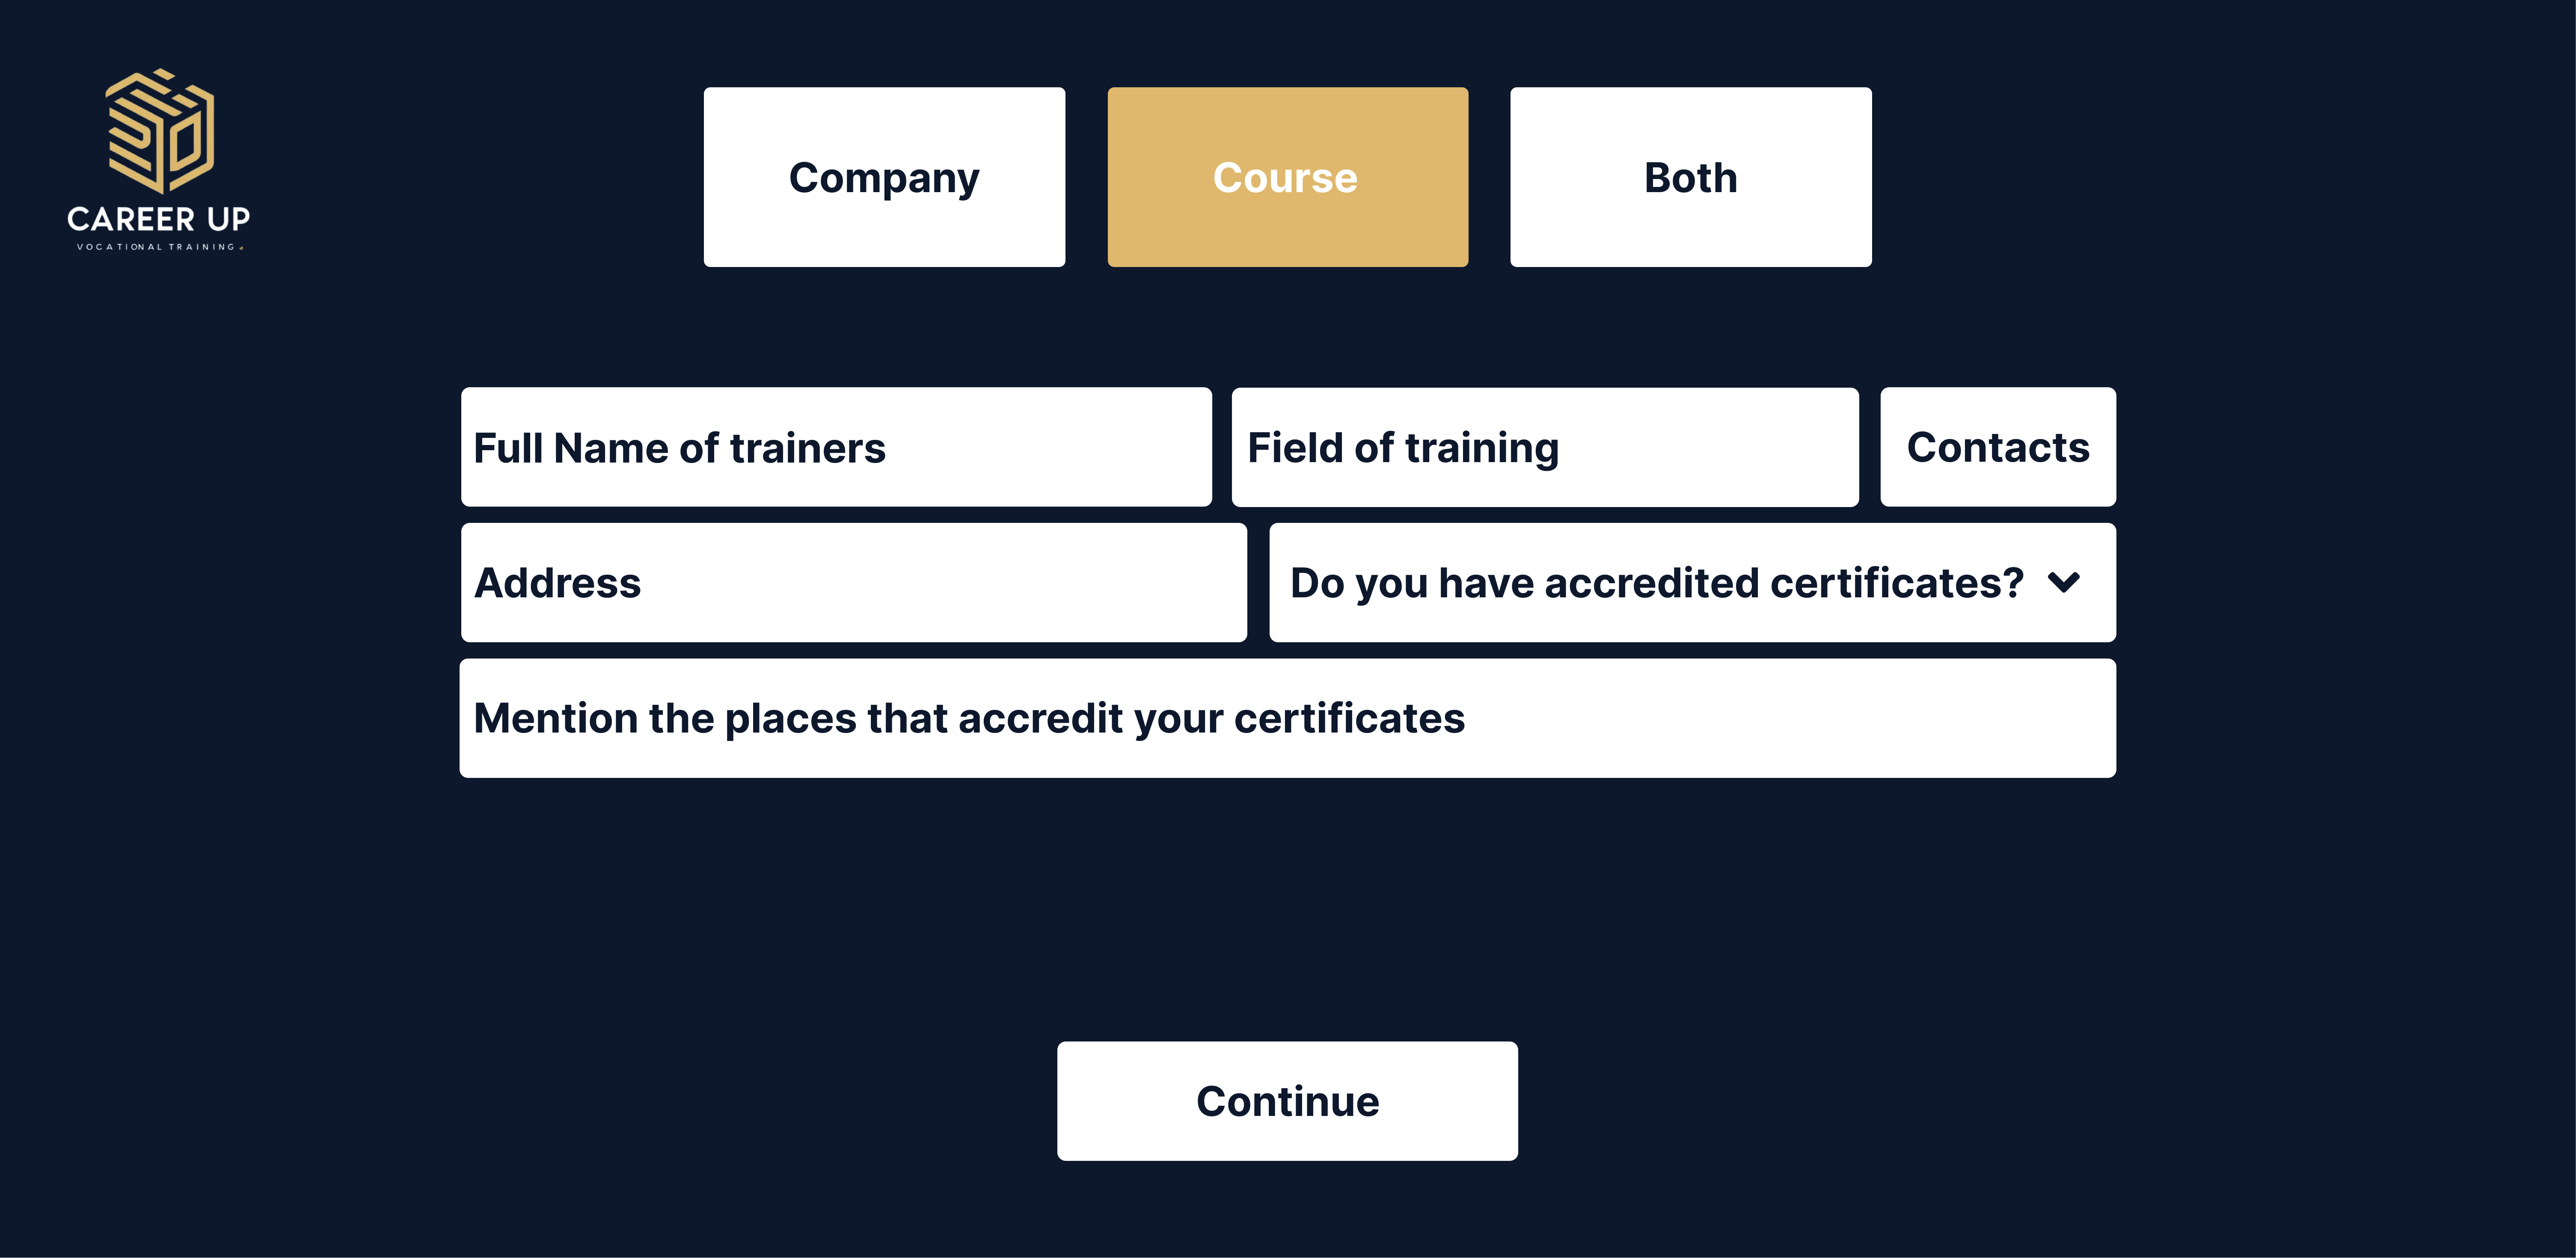 CAREER UP
VOCATIONAL TRAINING
Company
Course
Both
Full Name of trainers
Field of training
Contacts
Address
Do you have accredited certificates?
Mention the places that accredit your certificates
Continue